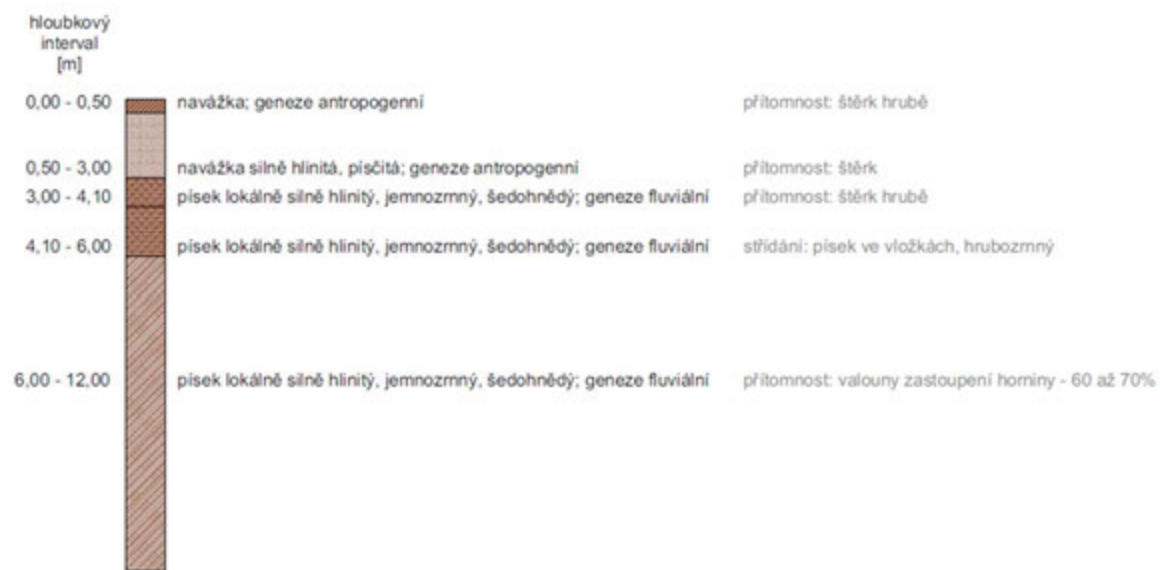 hloubkový
interval
[m]
0,00 - 0,50 navážka; geneze antropogenní přítomnost: štěrk hrubě
0,50 - 3,00 navážka silně hlinitá, písčitá; geneze antropogenní přítomnost: štěrk
3,00 - 4,10 písek lokálně silně hlinitý, jemnozrnný, šedohnědý; geneze fluviální přítomnost: štěrk hrubě
4,10 - 6,00 písek lokálně silně hlinitý, jemnozrnný, šedohnědý; geneze fluviální střídání: písek ve vložkách, hrubozrnný
6,00 - 12,00 písek lokálně silně hlinitý, jemnozrnný, šedohnědý; geneze fluviální přítomnost: valouny zastoupení horniny - 60 až 70%